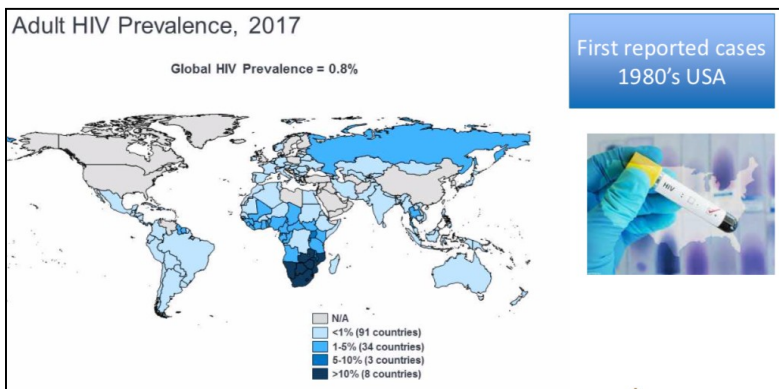 Adult HIV Prevalence, 2017
Global HIV Prevalence = 0.8%
First reported cases
1980's USA
HIV
N/A
<1% (91 countries)
1-5% (34 countries)
5-10% (3 countries)
>10% (8 countries)